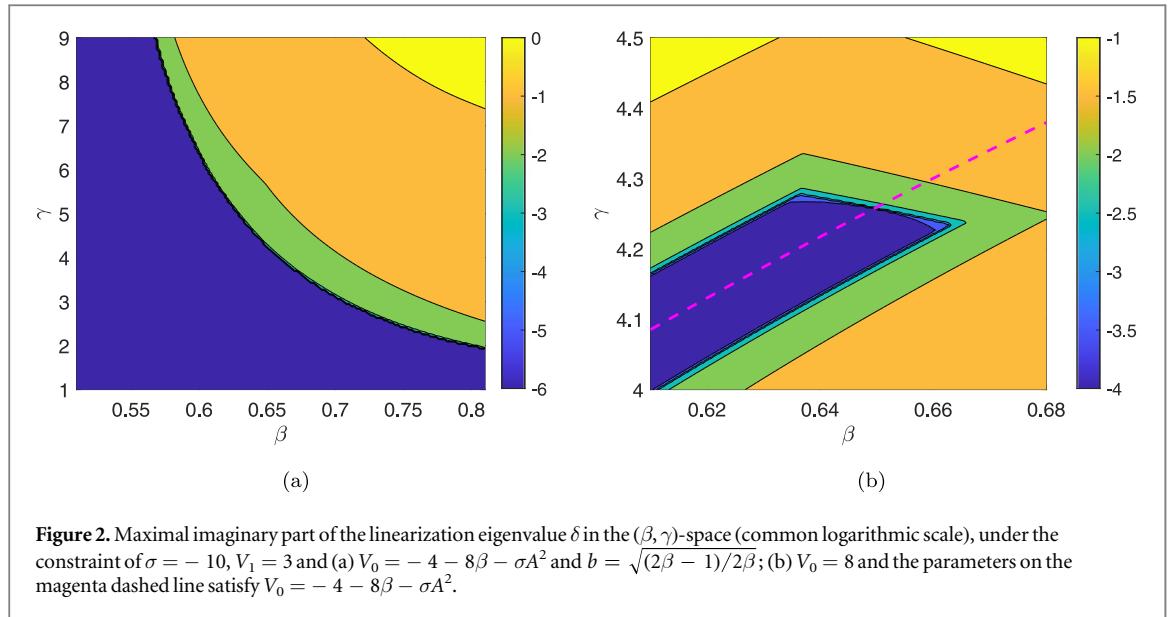 9
8
7
6
5
4
3
2
1
γ
0.55 0.6 0.65 0.7 0.75 0.8
β
0
-1
-2
-3
-4
-5
-6
(a)
4.5
4.4
4.3
4.2
4.1
4
γ
0.62 0.64 0.66 0.68
β
-1
-1.5
-2
-2.5
-3
-3.5
-4
(b)
Figure 2. Maximal imaginary part of the linearization eigenvalue δ in the (β, γ)-space (common logarithmic scale), under the
constraint of σ = − 10, V₁ = 3 and (a) V₀ = − 4 − 8β − σA² and b = √(2β − 1)/2β; (b) V₀ = 8 and the parameters on the
magenta dashed line satisfy V₀ = − 4 − 8β − σA².